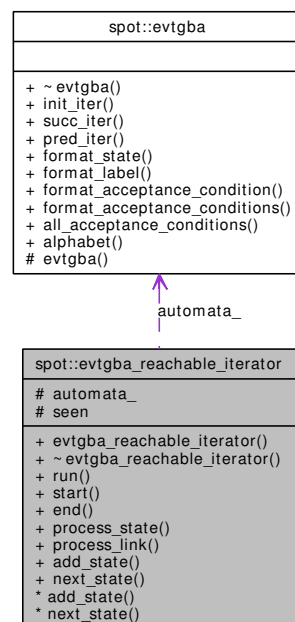 spot::evtgba
+ ~ evtgba()
+ init_iter()
+ succ_iter()
+ pred_iter()
+ format_state()
+ format_label()
+ format_acceptance_condition()
+ format_acceptance_conditions()
+ all_acceptance_conditions()
+ alphabet()
# evtgba()
automata_
spot::evtgba_reachable_iterator
# automata_
# seen
+ evtgba_reachable_iterator()
+ ~ evtgba_reachable_iterator()
+ run()
+ start()
+ end()
+ process_state()
+ process_link()
+ add_state()
+ next_state()
* add_state()
* next_state()